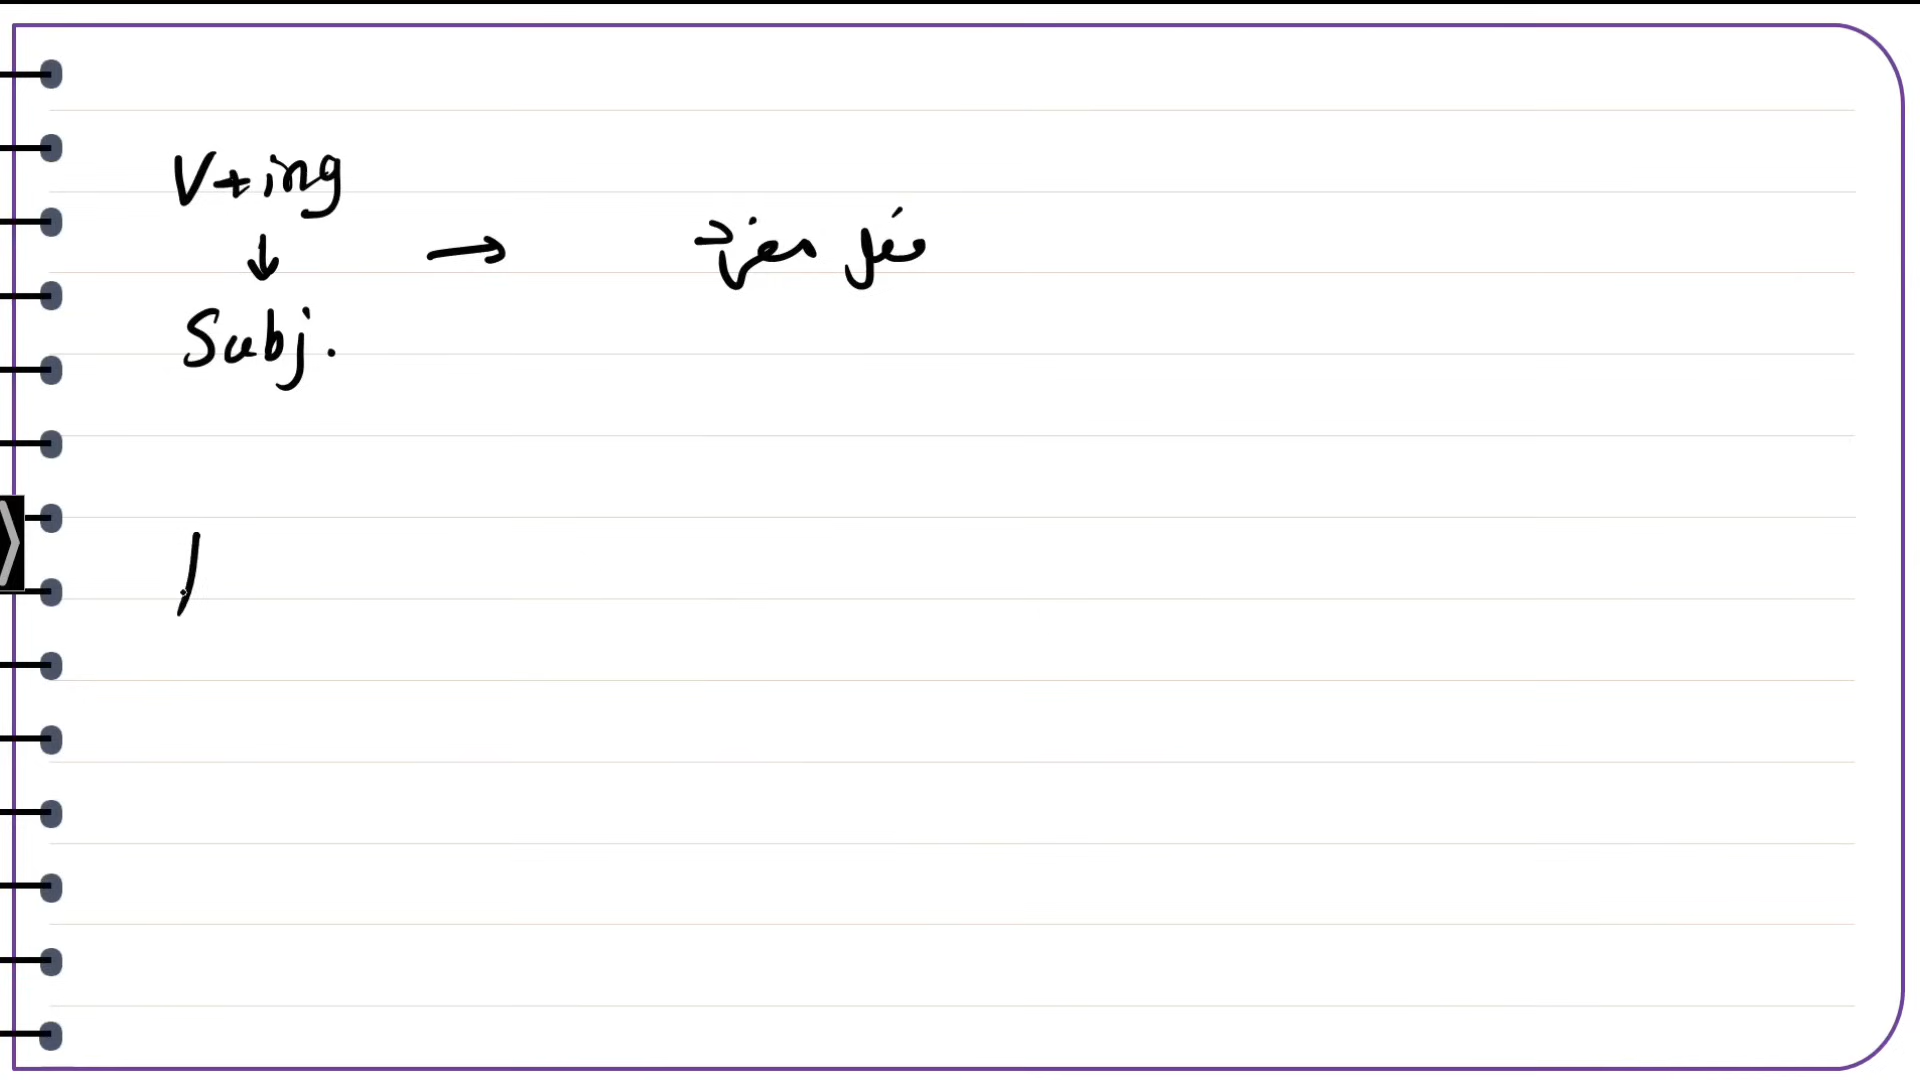 V+ing
→ فعل مفرد
↓
Subj.